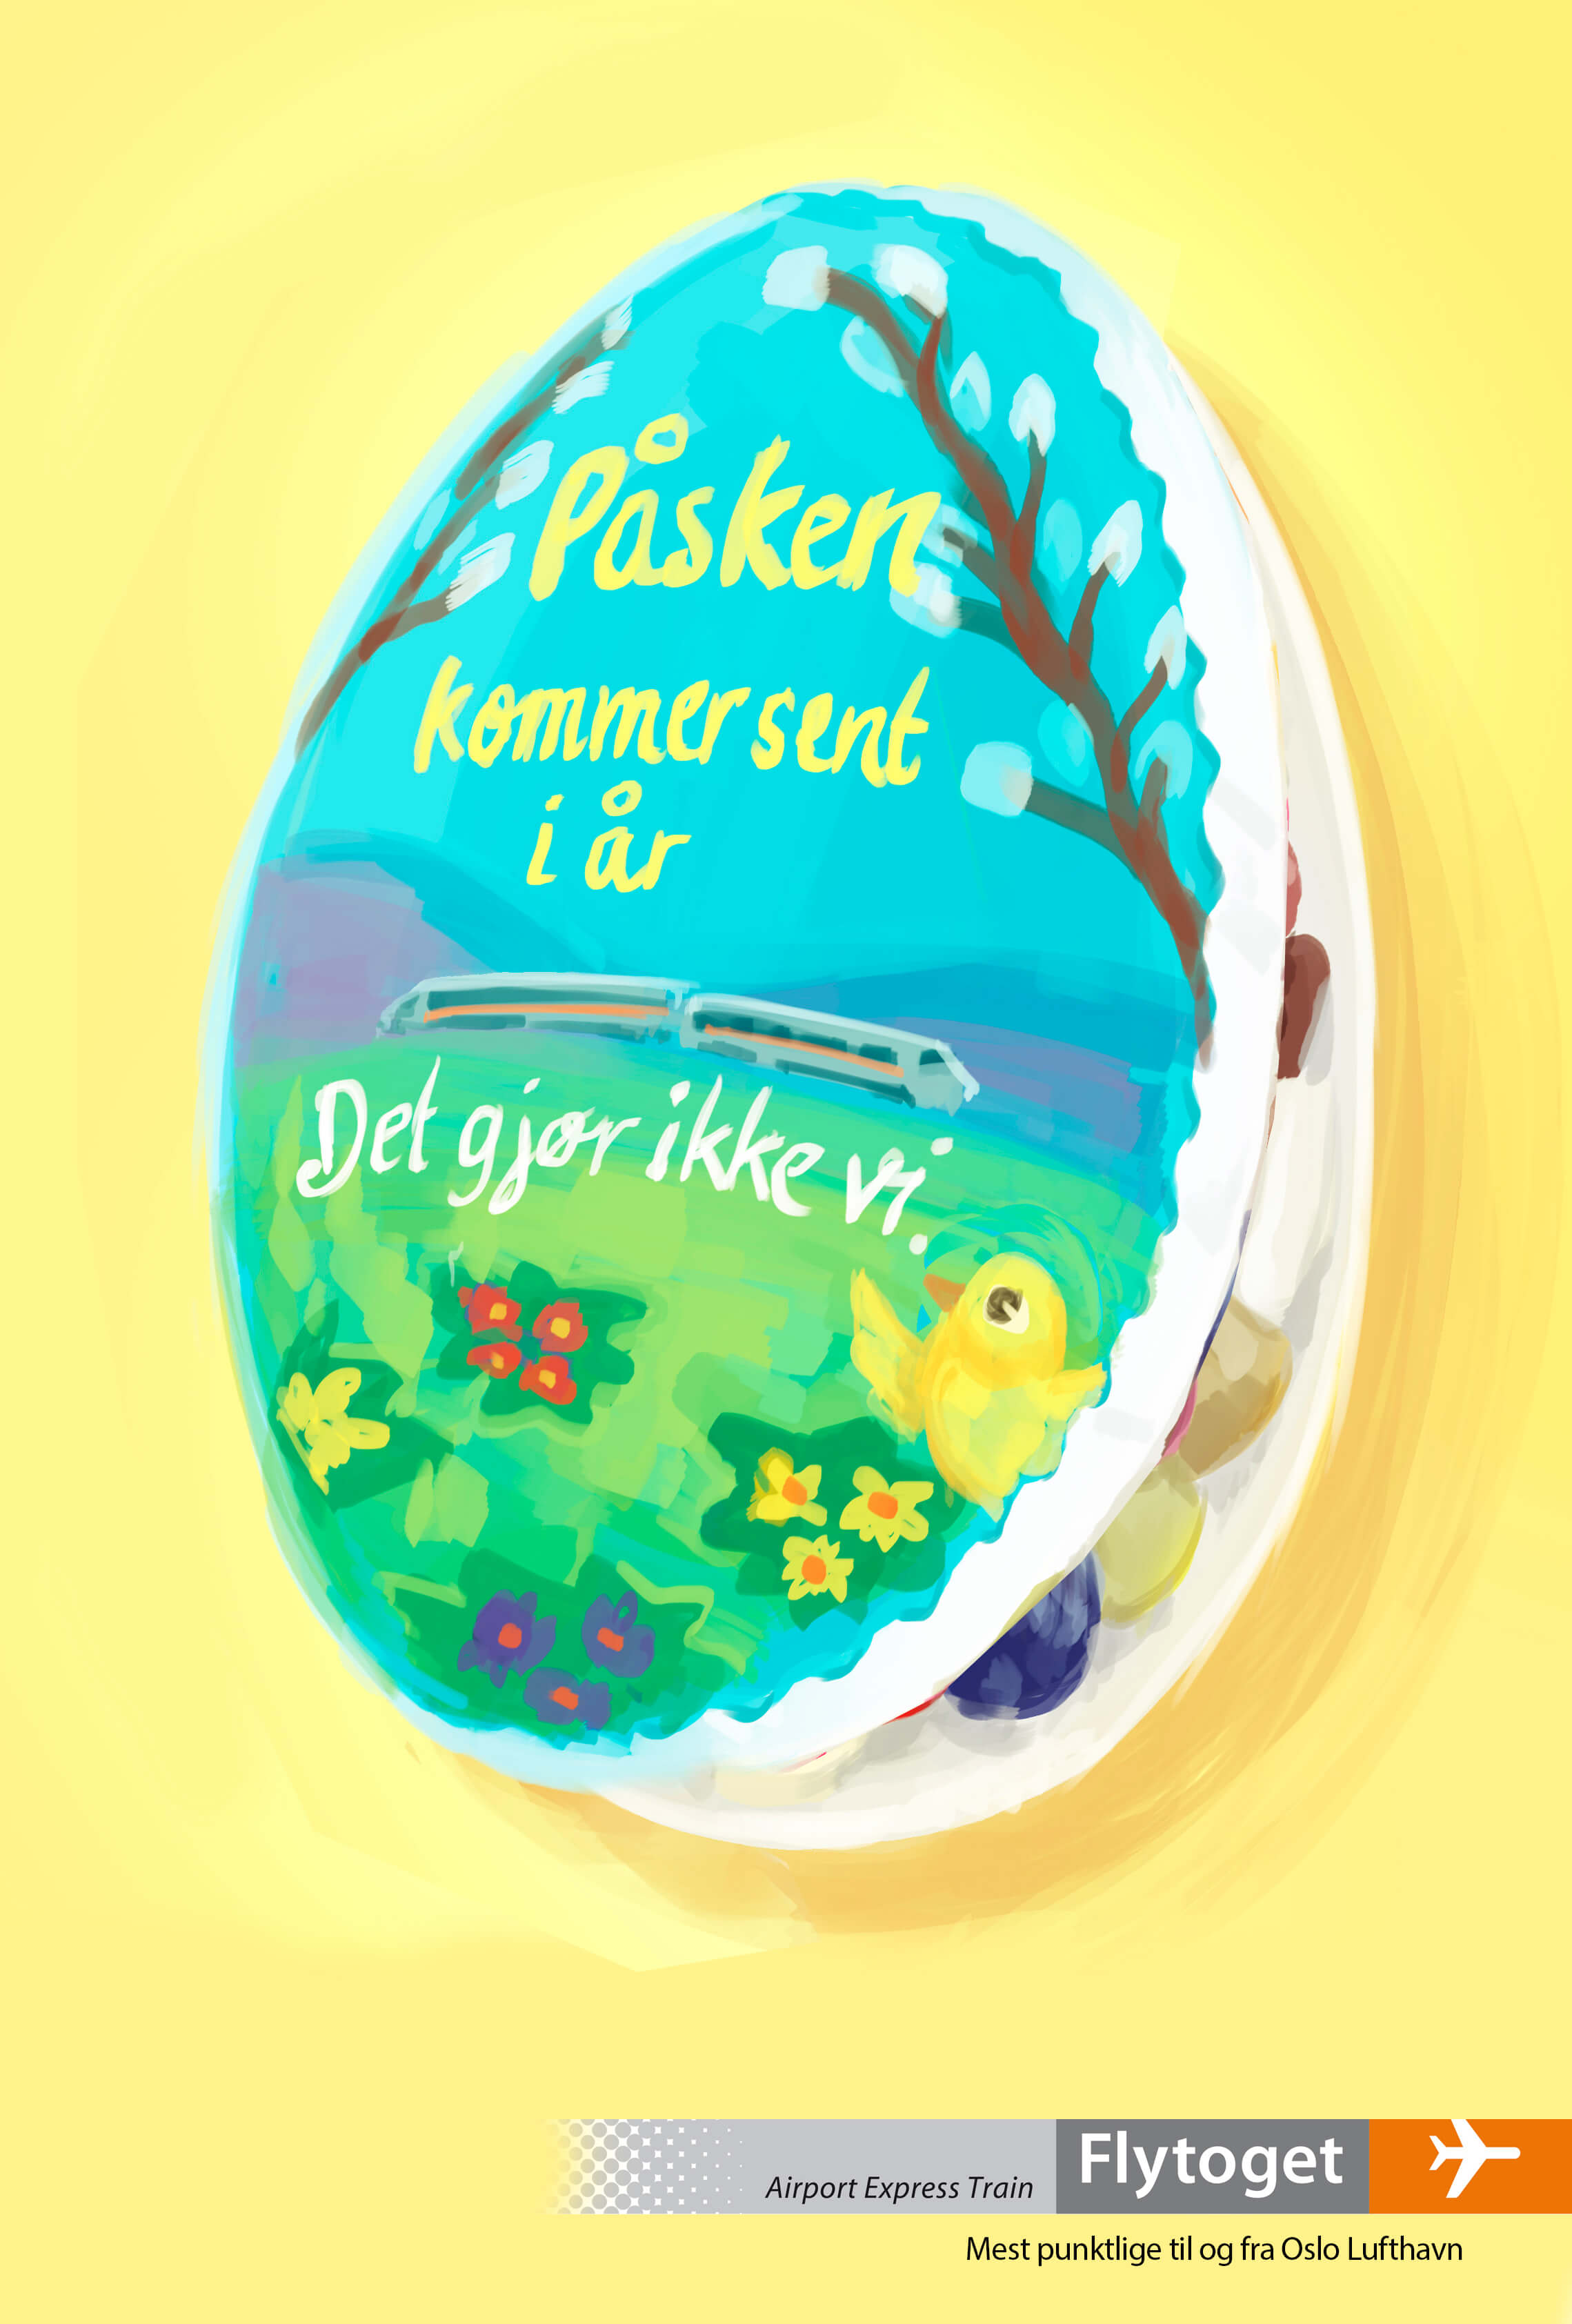 Påsken
kommer sent
i år
Det gjør ikke vi.
Airport Express Train
Flytoget
Mest punktlige til og fra Oslo Lufthavn